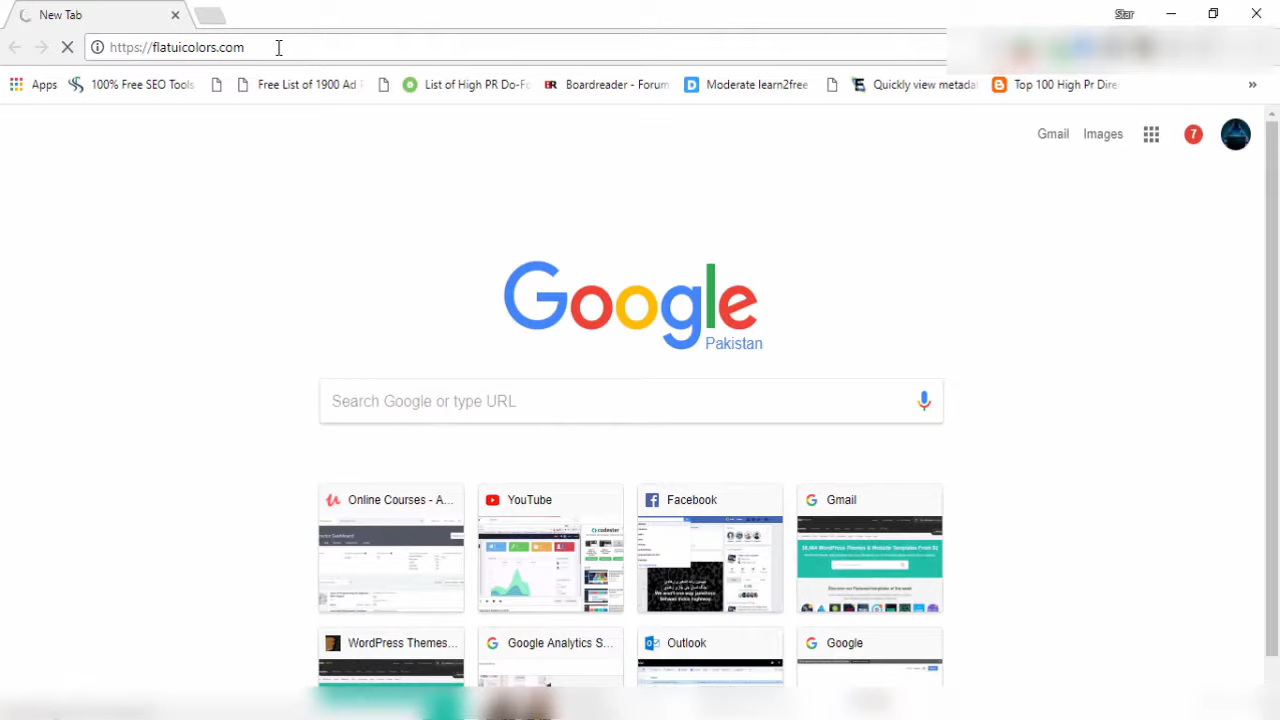 New Tab
Star
https://flatuicolors.com
Apps
100% Free SEO Tools
Free List of 1900 Ad
List of High PR Do-Fo
Boardreader - Forum
Moderate learn2free
Quickly view metada
Top 100 High Pr Dire
»
Gmail
Images
7
Google
Pakistan
Search Google or type URL
Online Courses - A...
YouTube
Facebook
Gmail
WordPress Themes...
Google Analytics S...
Outlook
Google